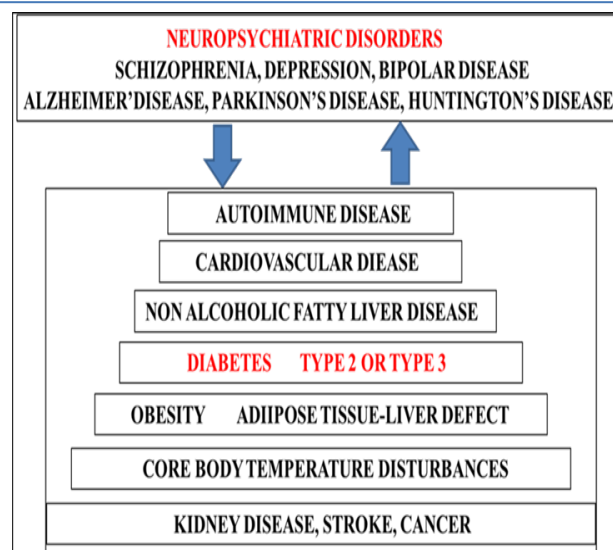 NEUROPSYCHIATRIC DISORDERS
SCHIZOPHRENIA, DEPRESSION, BIPOLAR DISEASE
ALZHEIMER'DISEASE, PARKINSON'S DISEASE, HUNTINGTON'S DISEASE
AUTOIMMUNE DISEASE
CARDIOVASCULAR DIEASE
NON ALCOHOLIC FATTY LIVER DISEASE
DIABETES TYPE 2 OR TYPE 3
OBESITY ADIIPOSE TISSUE-LIVER DEFECT
CORE BODY TEMPERATURE DISTURBANCES
KIDNEY DISEASE, STROKE, CANCER